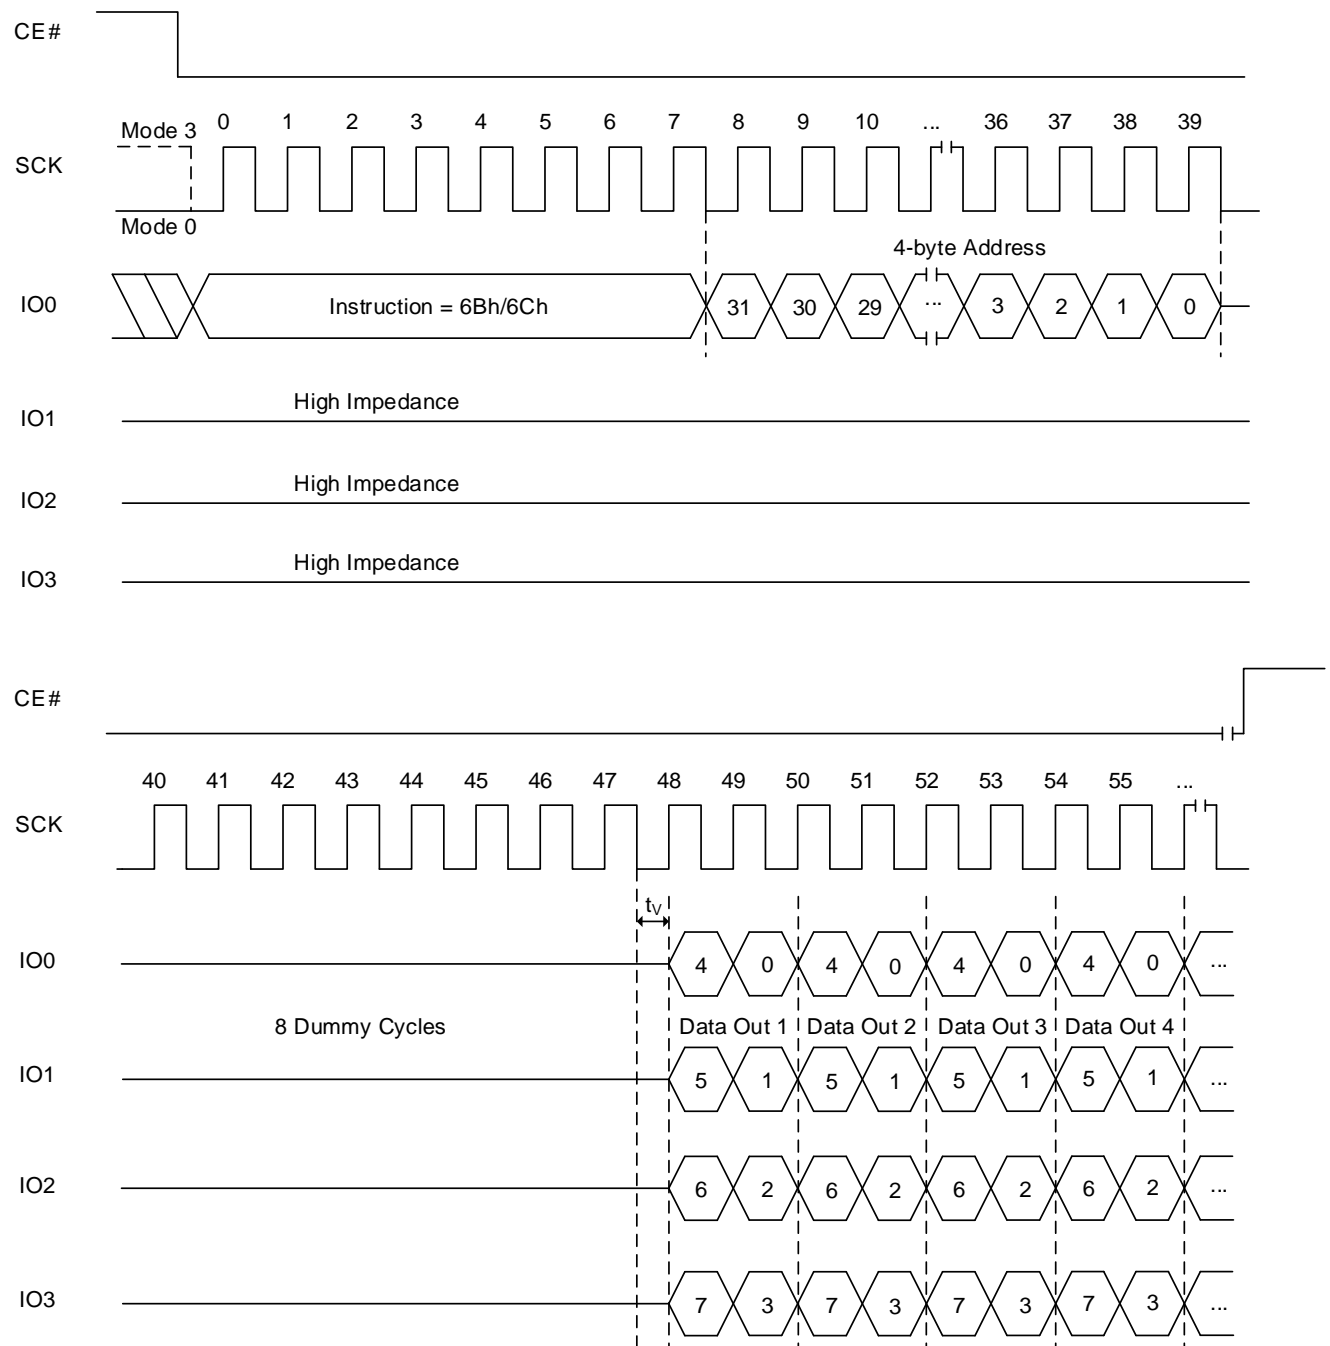 CE#
Mode 3 0 1 2 3 4 5 6 7 8 9 10 ... 36 37 38 39
SCK
Mode 0
4-byte Address
IO0 Instruction = 6Bh/6Ch 31 30 29 ... 3 2 1 0
High Impedance
IO1
High Impedance
IO2
High Impedance
IO3
CE#
40 41 42 43 44 45 46 47 48 49 50 51 52 53 54 55 ...
SCK
tV
IO0 4 0 4 0 4 0 4 0 ...
8 Dummy Cycles Data Out 1 Data Out 2 Data Out 3 Data Out 4
IO1 5 1 5 1 5 1 5 1 ...
IO2 6 2 6 2 6 2 6 2 ...
IO3 7 3 7 3 7 3 7 3 ...